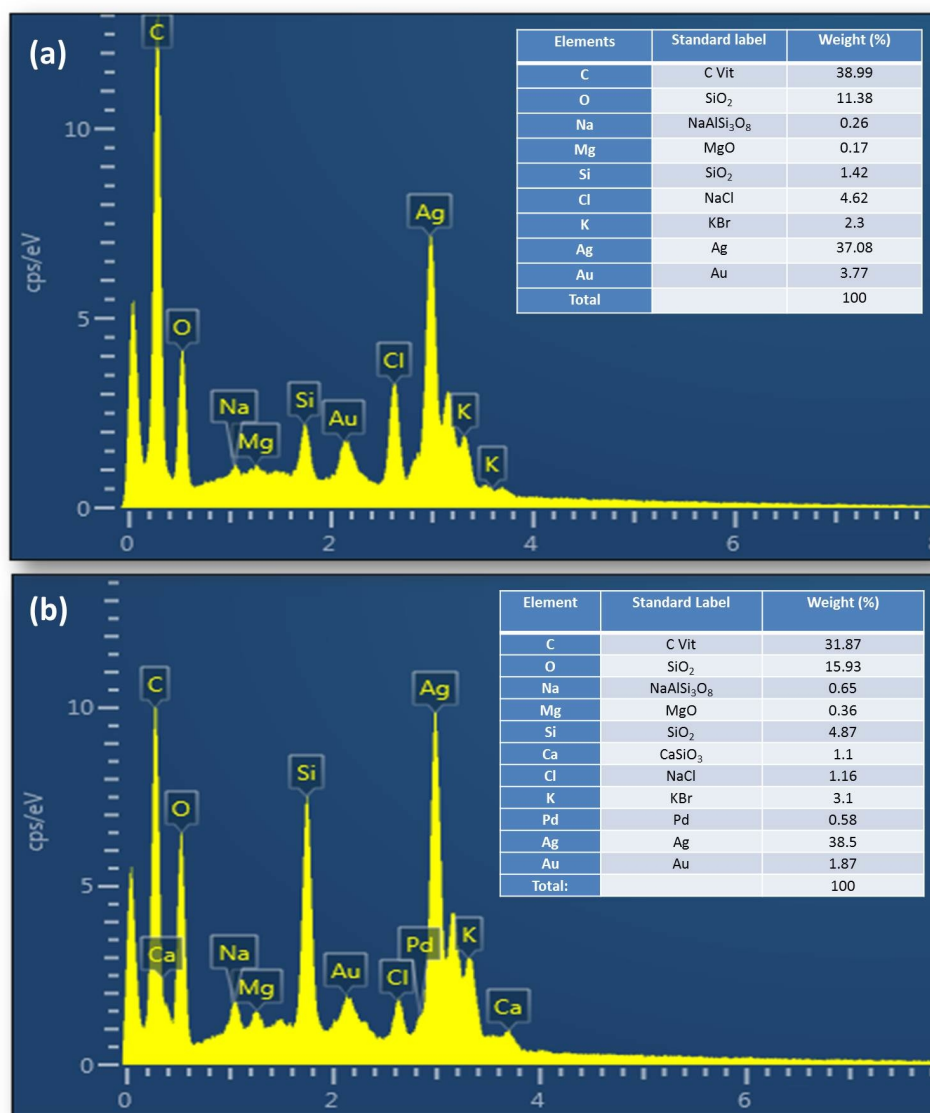 (a)
Elements Standard label Weight (%)
C C Vit 38.99
O SiO₂ 11.38
Na NaAlSi₃O₈ 0.26
Mg MgO 0.17
Si SiO₂ 1.42
Cl NaCl 4.62
K KBr 2.3
Ag Ag 37.08
Au Au 3.77
Total 100
cps/eV
10
5
0
C
O
Na
Mg
Si
Au
Cl
Ag
K
K
0 2 4 6
(b)
Element Standard Label Weight (%)
C C Vit 31.87
O SiO₂ 15.93
Na NaAlSi₃O₈ 0.65
Mg MgO 0.36
Si SiO₂ 4.87
Ca CaSiO₃ 1.1
Cl NaCl 1.16
K KBr 3.1
Pd Pd 0.58
Ag Ag 38.5
Au Au 1.87
Total: 100
cps/eV
10
5
0
C
Ca
O
Na
Mg
Si
Au
Cl
Pd
Ag
K
Ca
0 2 4 6